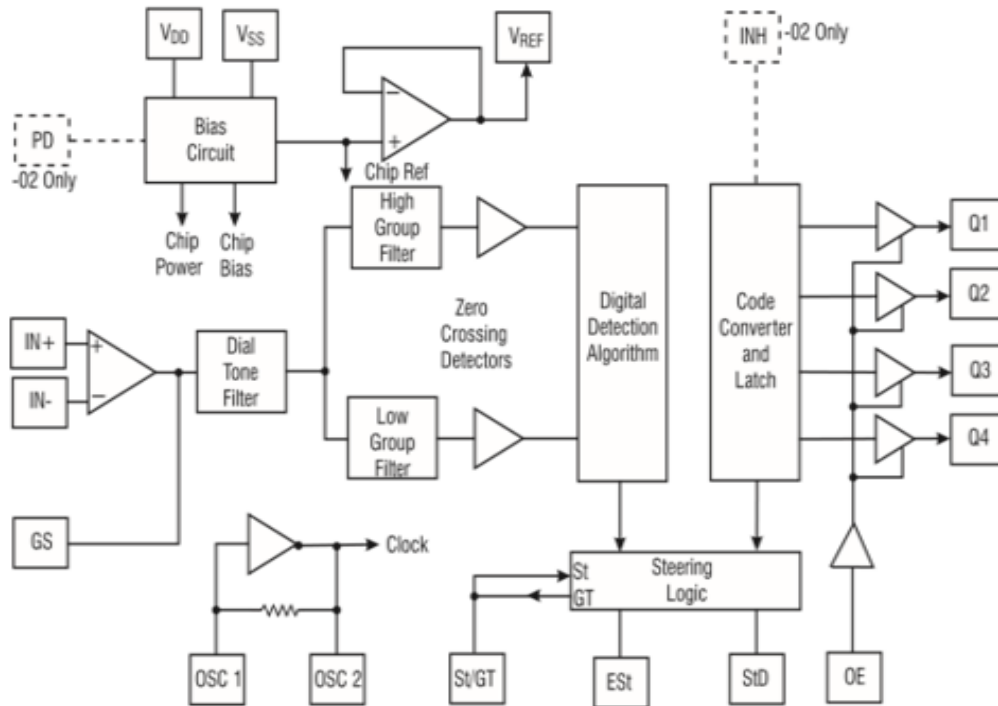 VDD
VSS
VREF
INH
-02 Only
PD
-02 Only
Bias
Circuit
−
+
Chip Ref
Chip
Power
Chip
Bias
High
Group
Filter
Zero
Crossing
Detectors
Digital
Detection
Algorithm
Code
Converter
and
Latch
Q1
Q2
Q3
Q4
IN+
IN-
+
−
Dial
Tone
Filter
Low
Group
Filter
GS
Clock
St
GT
Steering
Logic
OSC 1
OSC 2
St/GT
ESt
StD
OE